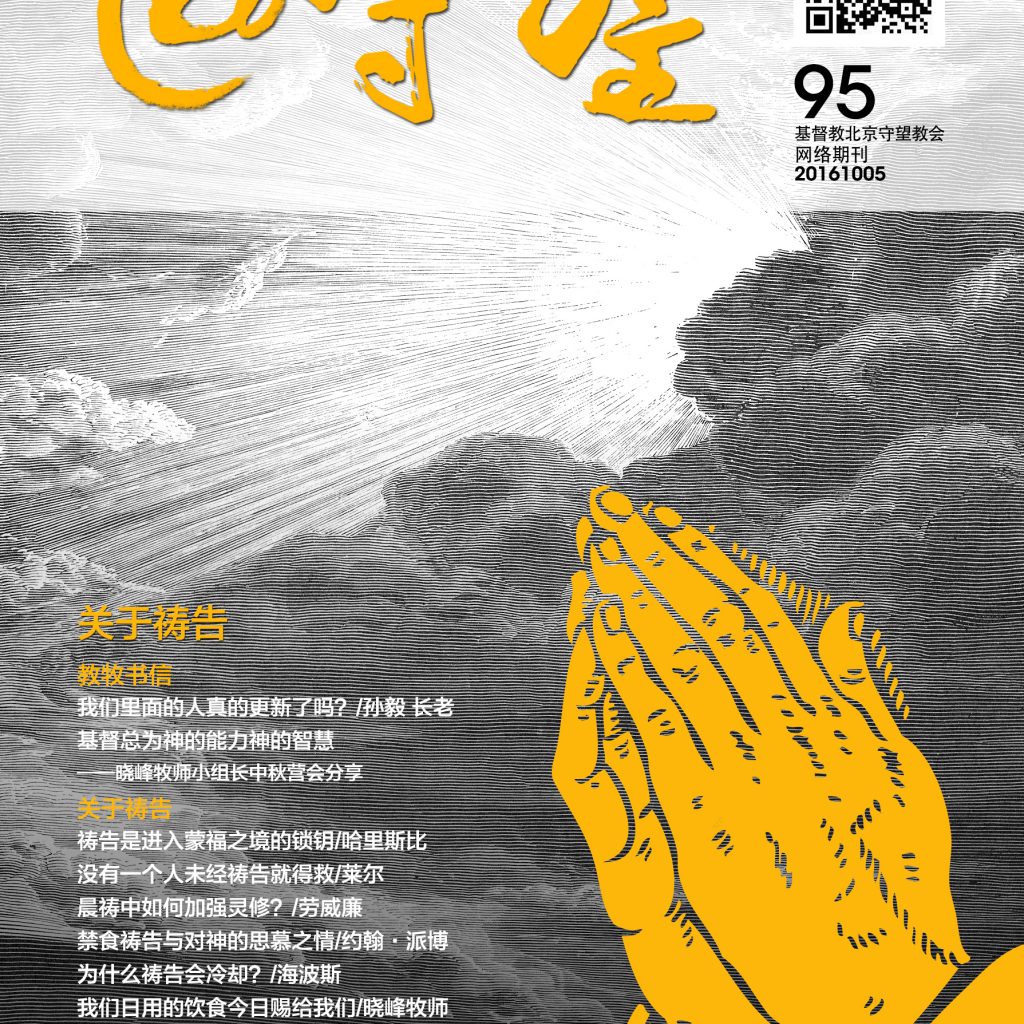 守望
95
基督教北京守望教会
网络期刊
20161005
关于祷告
教牧书信
我们里面的人真的更新了吗？/孙毅 长老
基督总为神的能力神的智慧
——晓峰牧师小组长中秋营会分享
关于祷告
祷告是进入蒙福之境的锁钥/哈里斯比
没有一个人未经祷告就得救/莱尔
晨祷中如何加强灵修？/劳威廉
禁食祷告与对神的思慕之情/约翰·派博
为什么祷告会冷却？/海波斯
我们日用的饮食今日赐给我们/晓峰牧师